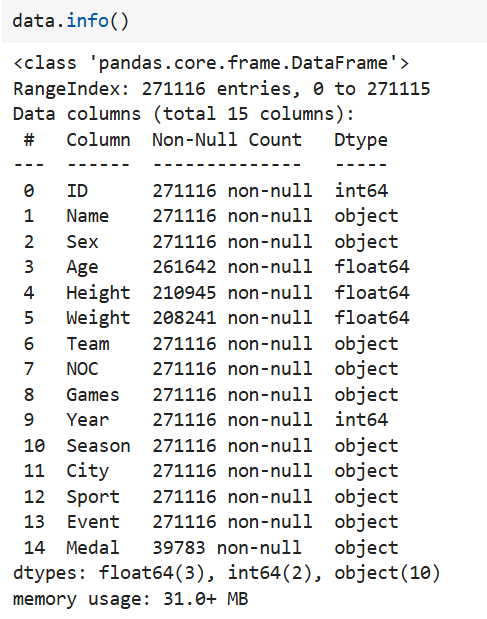 data.info()
<class 'pandas.core.frame.DataFrame'>
RangeIndex: 271116 entries, 0 to 271115
Data columns (total 15 columns):
 #   Column  Non-Null Count   Dtype
---  ------  --------------   -----
 0   ID      271116 non-null  int64
 1   Name    271116 non-null  object
 2   Sex     271116 non-null  object
 3   Age     261642 non-null  float64
 4   Height  210945 non-null  float64
 5   Weight  208241 non-null  float64
 6   Team    271116 non-null  object
 7   NOC     271116 non-null  object
 8   Games   271116 non-null  object
 9   Year    271116 non-null  int64
 10  Season  271116 non-null  object
 11  City    271116 non-null  object
 12  Sport   271116 non-null  object
 13  Event   271116 non-null  object
 14  Medal   39783 non-null   object
dtypes: float64(3), int64(2), object(10)
memory usage: 31.0+ MB